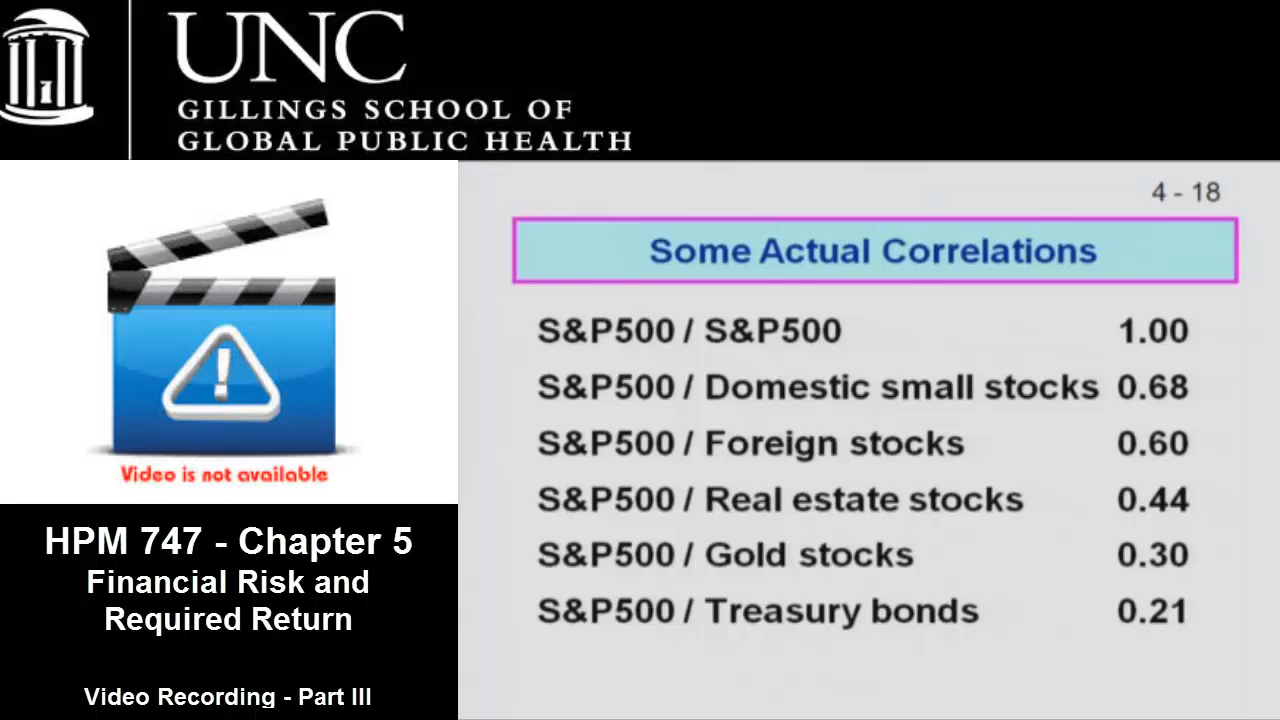 UNC
GILLINGS SCHOOL OF
GLOBAL PUBLIC HEALTH
Video is not available
HPM 747 - Chapter 5
Financial Risk and
Required Return
Video Recording - Part III
4 - 18
Some Actual Correlations
S&P500 / S&P500 1.00
S&P500 / Domestic small stocks 0.68
S&P500 / Foreign stocks 0.60
S&P500 / Real estate stocks 0.44
S&P500 / Gold stocks 0.30
S&P500 / Treasury bonds 0.21